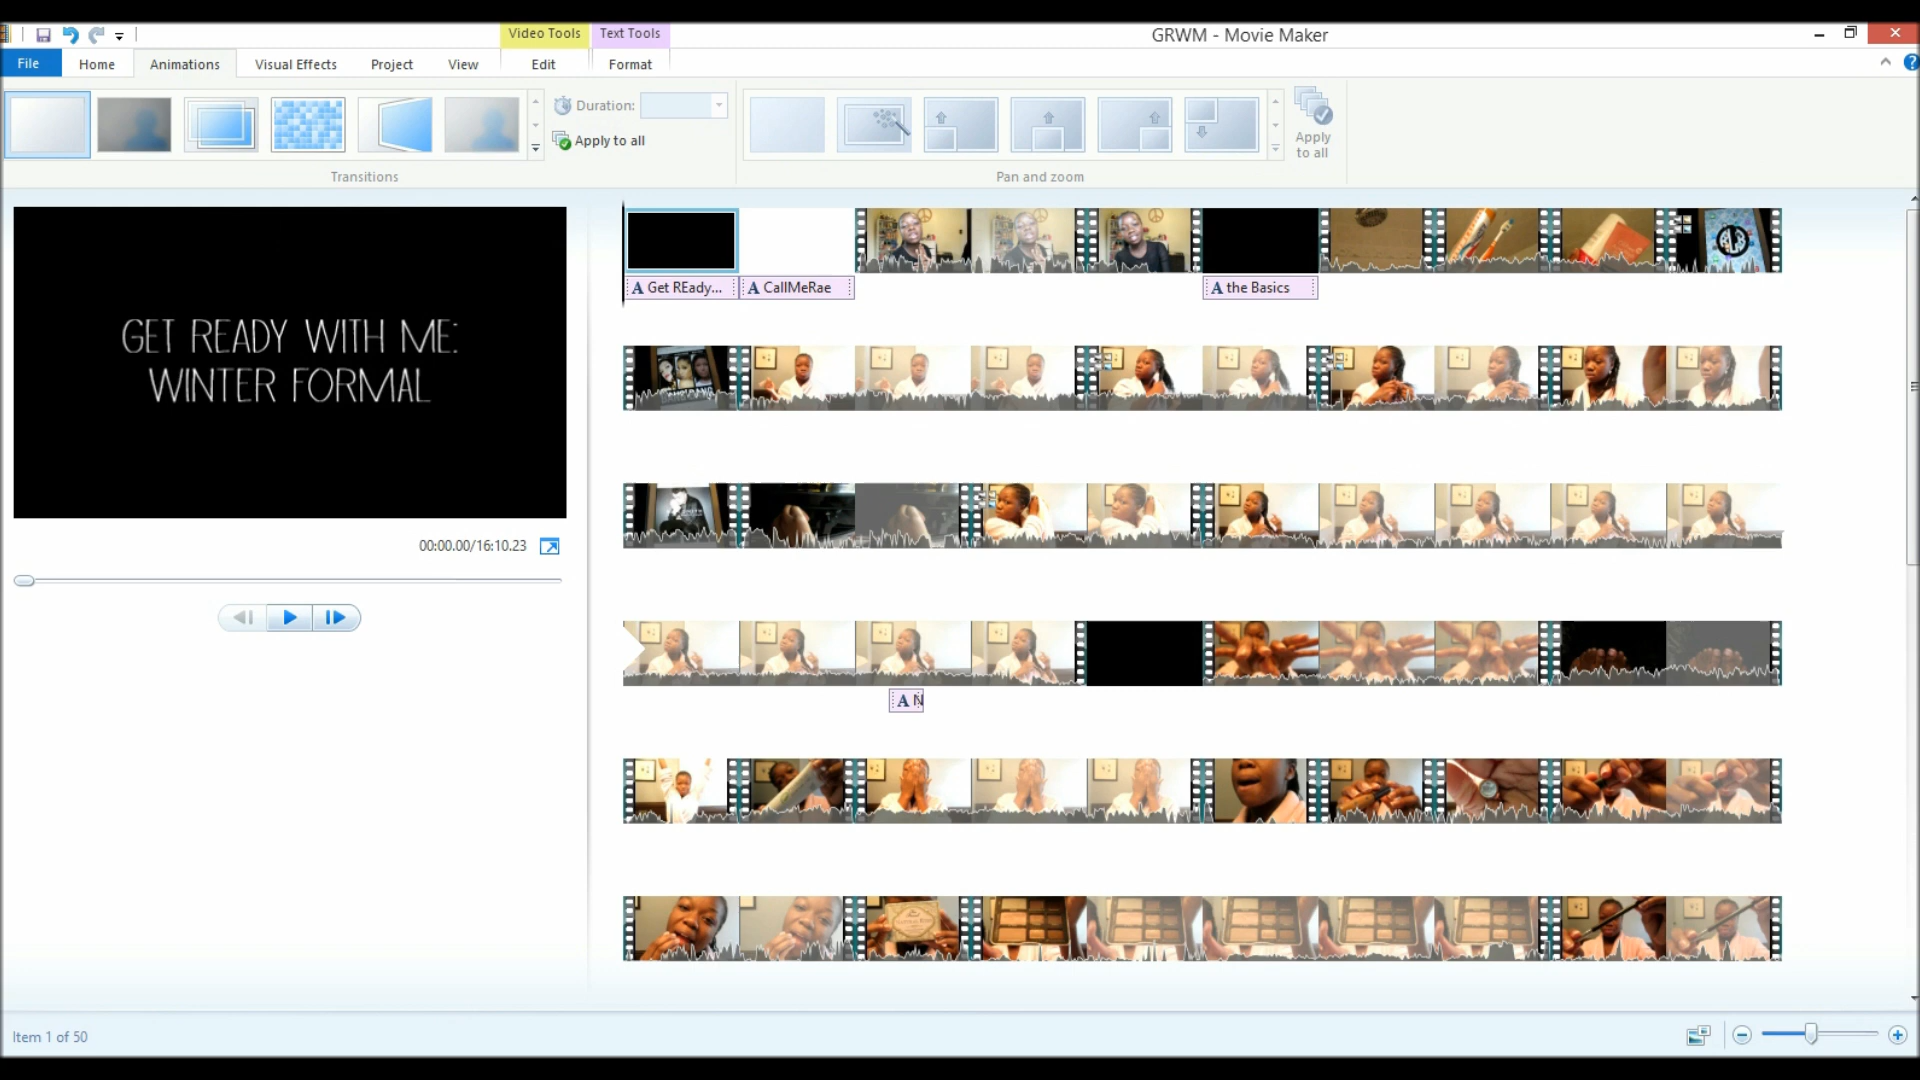 Video Tools
Text Tools
GRWM - Movie Maker
File
Home
Animations
Visual Effects
Project
View
Edit
Format
Duration:
Apply to all
Apply
to all
Transitions
Pan and zoom
GET READY WITH ME:
WINTER FORMAL
A Get REady...
A CallMeRae
A the Basics
00:00.00/16:10.23
A N
Item 1 of 50